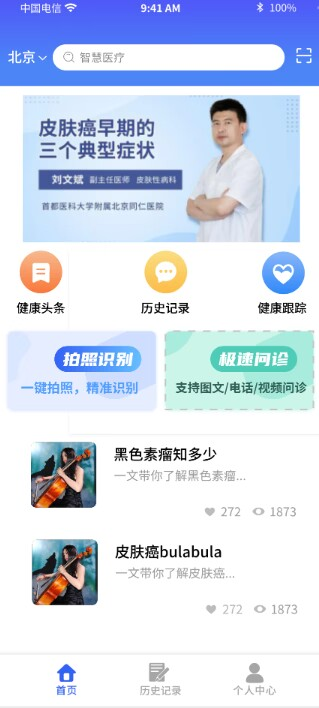 中国电信 9:41 AM 100%
北京 智慧医疗
皮肤癌早期的
三个典型症状
刘文斌 副主任医师 皮肤性病科
首都医科大学附属北京同仁医院
健康头条 历史记录 健康跟踪
拍照识别 极速问诊
一键拍照，精准识别 支持图文/电话/视频问诊
黑色素瘤知多少
一文带你了解黑色素瘤...
272 1873
皮肤癌bulabula
一文带你了解皮肤癌...
272 1873
首页 历史记录 个人中心